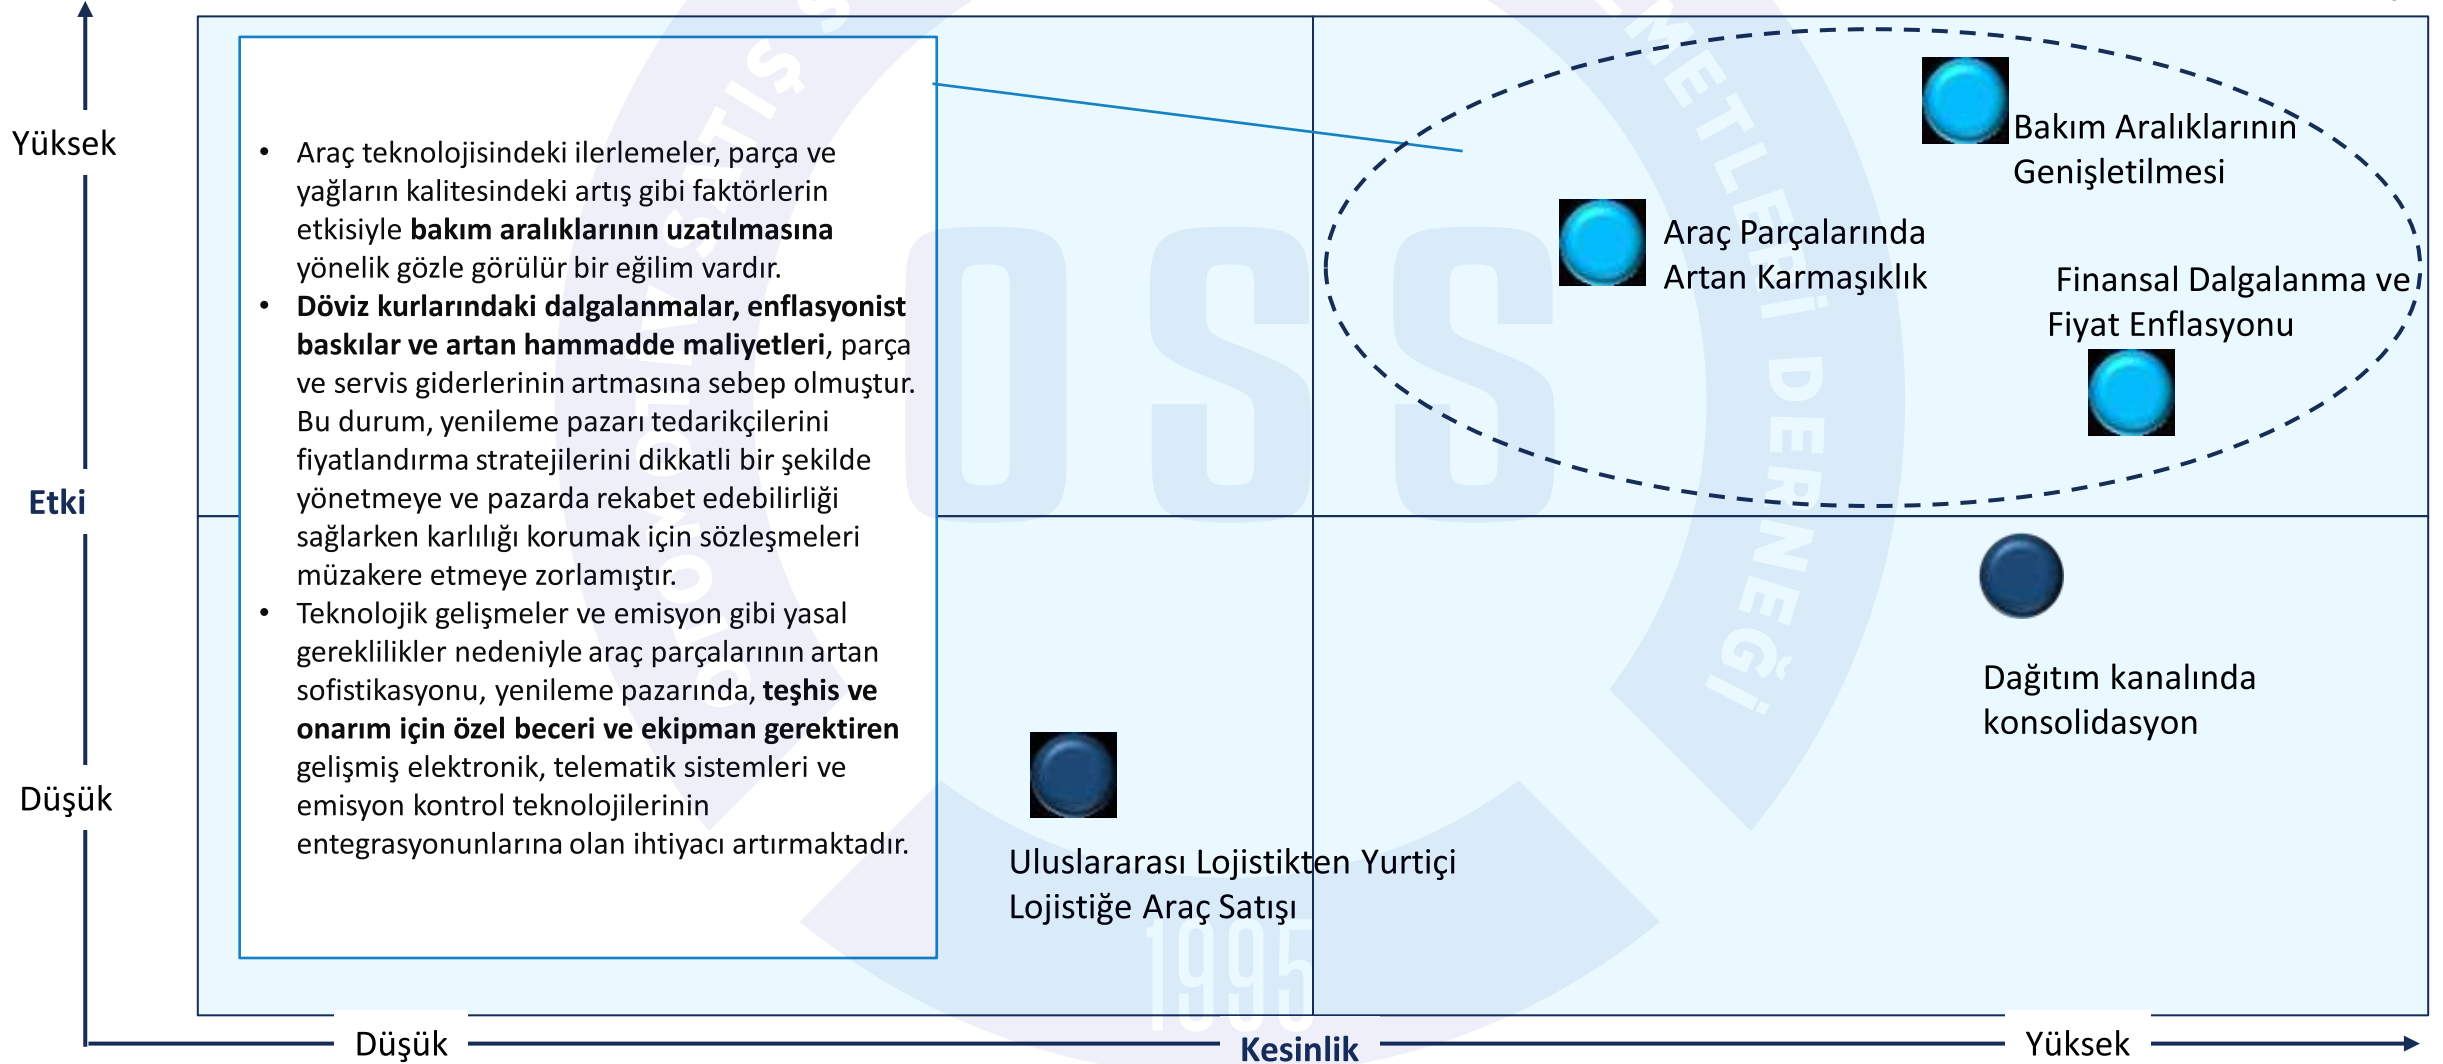 Yüksek
Etki
Düşük
• Araç teknolojisindeki ilerlemeler, parça ve
yağların kalitesindeki artış gibi faktörlerin
etkisiyle bakım aralıklarının uzatılmasına
yönelik gözle görülür bir eğilim vardır.
• Döviz kurlarındaki dalgalanmalar, enflasyonist
baskılar ve artan hammadde maliyetleri, parça
ve servis giderlerinin artmasına sebep olmuştur.
Bu durum, yenileme pazarı tedarikçilerini
fiyatlandırma stratejilerini dikkatli bir şekilde
yönetmeye ve pazarda rekabet edebilirliği
sağlarken karlılığı korumak için sözleşmeleri
müzakere etmeye zorlamıştır.
• Teknolojik gelişmeler ve emisyon gibi yasal
gereklilikler nedeniyle araç parçalarının artan
sofistikasyonu, yenileme pazarında, teşhis ve
onarım için özel beceri ve ekipman gerektiren
gelişmiş elektronik, telematik sistemleri ve
emisyon kontrol teknolojilerinin
entegrasyonunlarına olan ihtiyacı artırmaktadır.
Bakım Aralıklarının
Genişletilmesi
Araç Parçalarında
Artan Karmaşıklık
Finansal Dalgalanma ve
Fiyat Enflasyonu
Dağıtım kanalında
konsolidasyon
Uluslararası Lojistikten Yurtiçi
Lojistiğe Araç Satışı
OSS
DERNEĞİ
1995
Düşük
Kesinlik
Yüksek